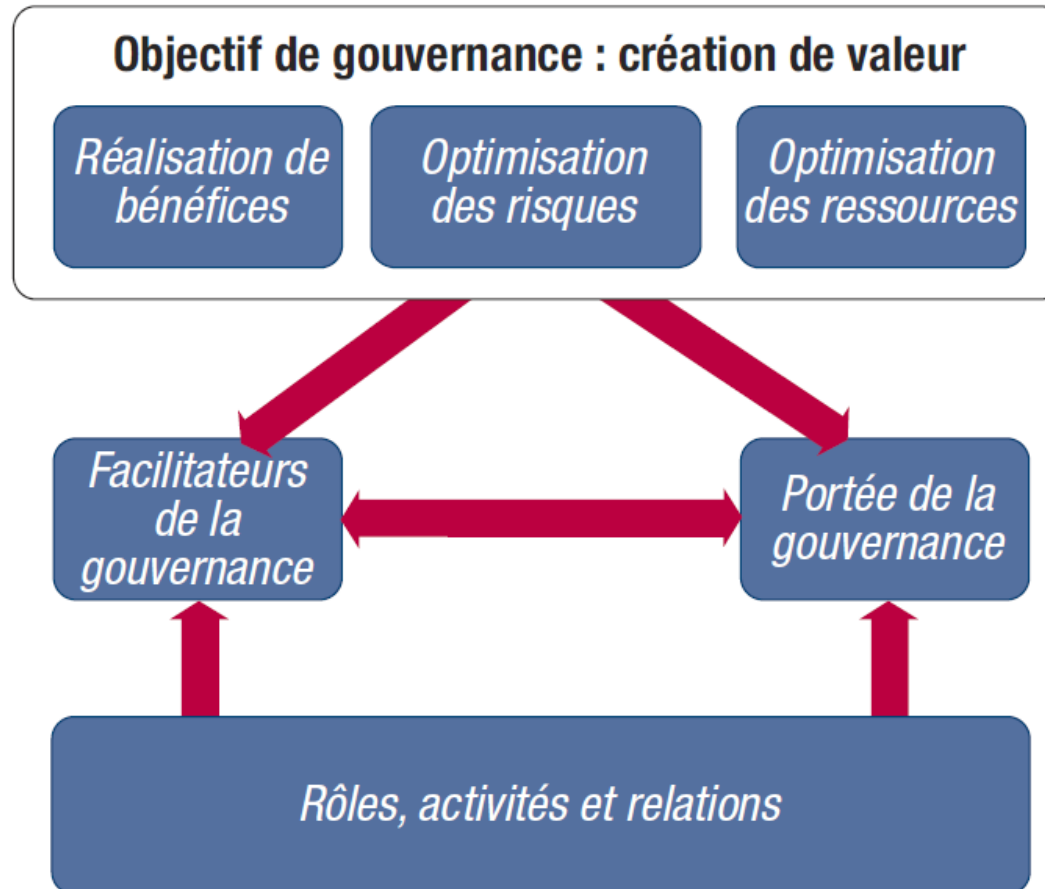 Objectif de gouvernance : création de valeur
Réalisation de
bénéfices
Optimisation
des risques
Optimisation
des ressources
Facilitateurs
de la
gouvernance
Portée de la
gouvernance
Rôles, activités et relations